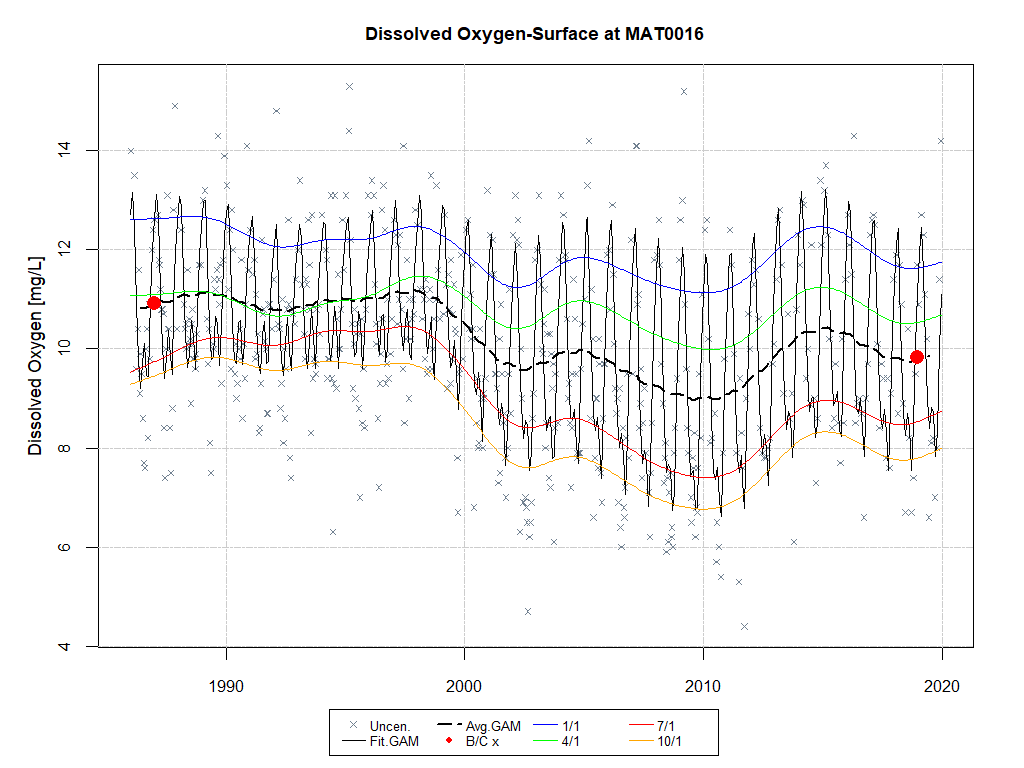 Dissolved Oxygen-Surface at MAT0016
Dissolved Oxygen [mg/L]
14
12
10
8
6
4
1990 2000 2010 2020
Uncen. Avg.GAM 1/1 7/1
Fit.GAM B/C x 4/1 10/1